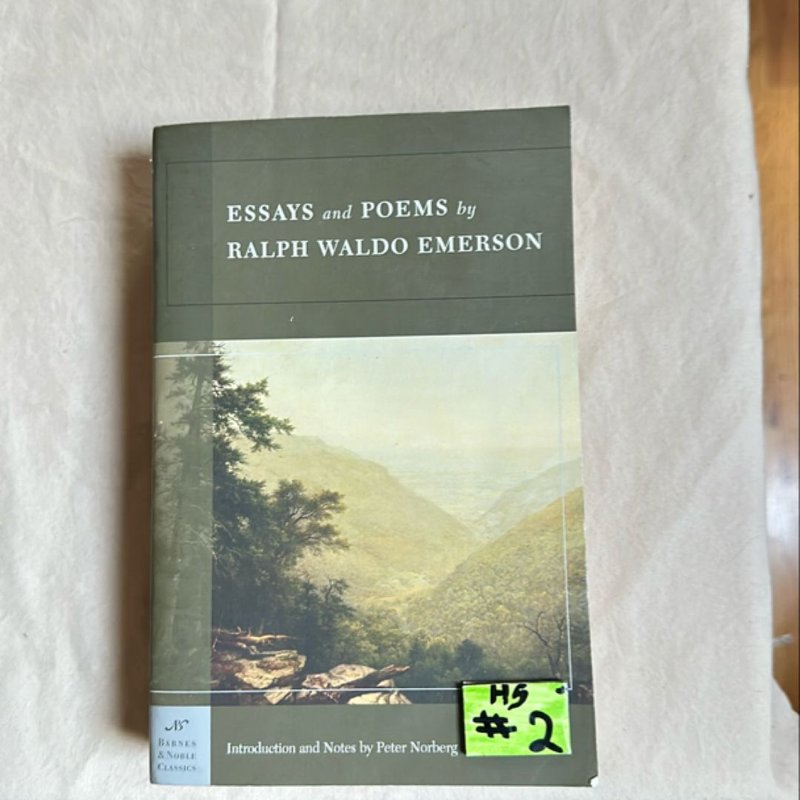 ESSAYS and POEMS by
RALPH WALDO EMERSON
HS
# 2
Introduction and Notes by Peter Norberg
BARNES
& NOBLE
CLASSICS